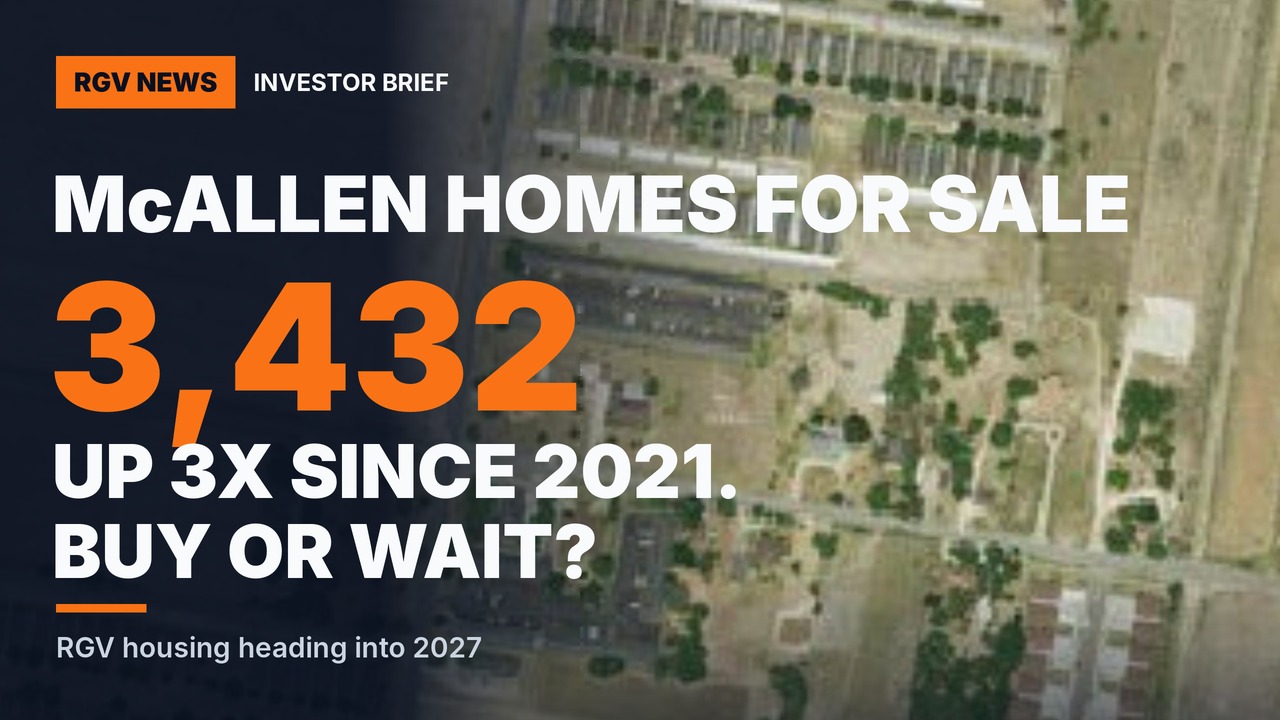 RGV NEWS INVESTOR BRIEF
McALLEN HOMES FOR SALE
3,432
UP 3X SINCE 2021.
BUY OR WAIT?
RGV housing heading into 2027